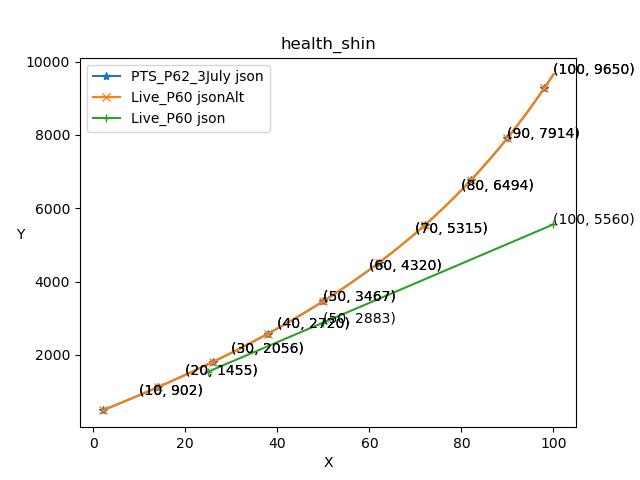 health_shin
PTS_P62_3July json
Live_P60 jsonAlt
Live_P60 json
10000
8000
6000
4000
2000
Y
(100, 9650)
(90, 7914)
(80, 6494)
(70, 5315)
(100, 5560)
(60, 4320)
(50, 3467)
(50, 2883)
(40, 2720)
(30, 2056)
(20, 1455)
(10, 902)
0 20 40 60 80 100
X